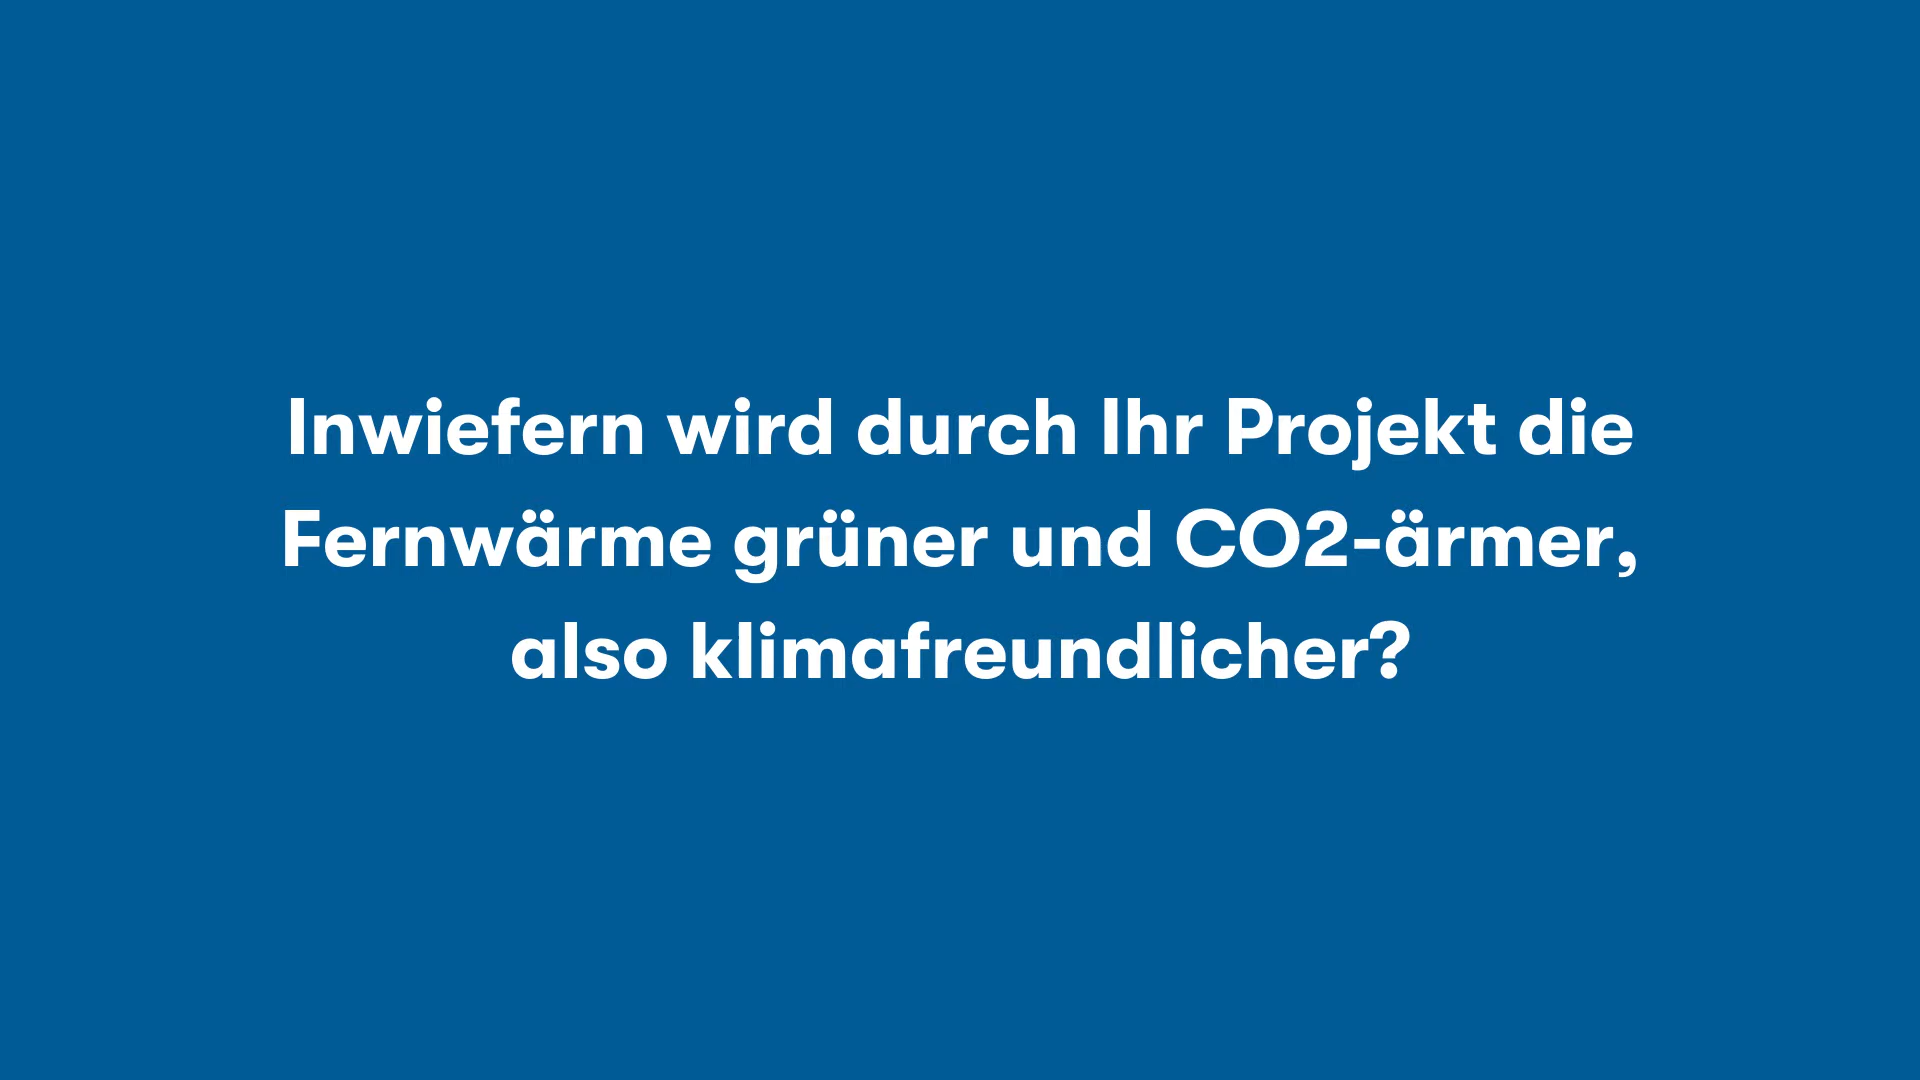 Inwiefern wird durch Ihr Projekt die
Fernwärme grüner und CO2-ärmer,
also klimafreundlicher?